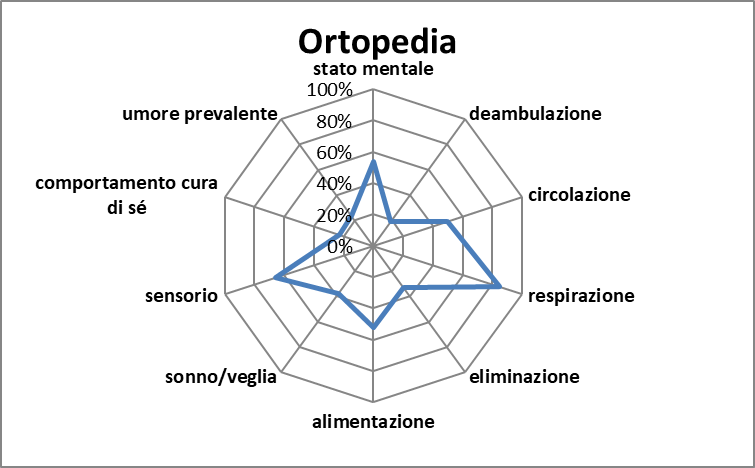 Ortopedia
stato mentale
100%
80%
60%
40%
20%
0%
deambulazione
circolazione
respirazione
eliminazione
alimentazione
sonno/veglia
sensorio
comportamento cura
di sé
umore prevalente